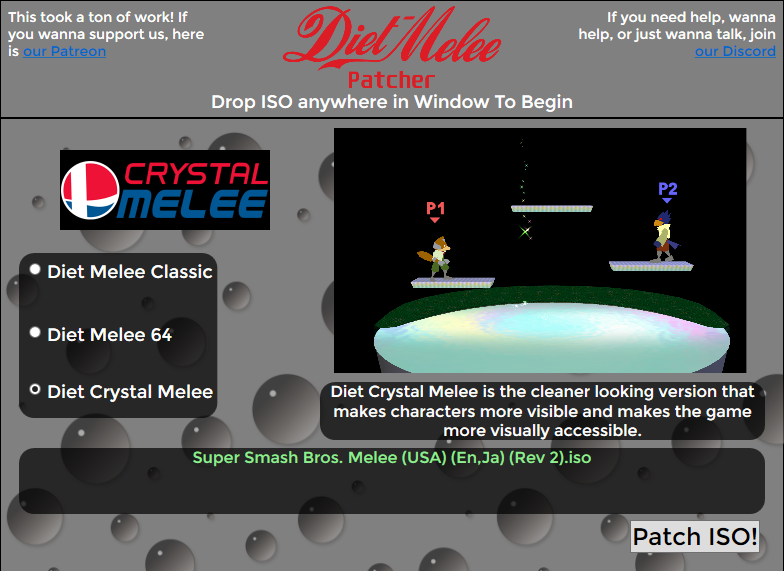 This took a ton of work! If
you wanna support us, here
is our Patreon
Diet Melee
Patcher
Drop ISO anywhere in Window To Begin
If you need help, wanna
help, or just wanna talk, join
our Discord
CRYSTAL
MELEE
Diet Melee Classic
Diet Melee 64
Diet Crystal Melee
P1
P2
Diet Crystal Melee is the cleaner looking version that
makes characters more visible and makes the game
more visually accessible.
Super Smash Bros. Melee (USA) (En,Ja) (Rev 2).iso
Patch ISO!